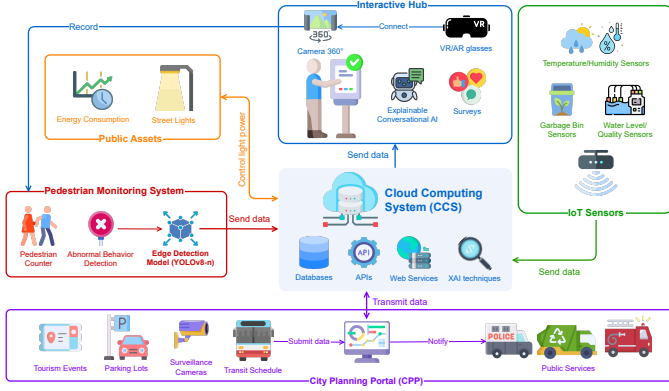 Interactive Hub
Record
Camera 360°
360°
Connect
VR
VR/AR glasses
Explainable
Conversational AI
Surveys
Temperature/Humidity Sensors
Garbage Bin
Sensors
Water Level/
Quality Sensors
IoT Sensors
Energy Consumption
Street Lights
Public Assets
Control light power
Send data
Pedestrian Monitoring System
Pedestrian
Counter
Abnormal Behavior
Detection
Edge Detection
Model (YOLOv8-n)
Send data
Cloud Computing
System (CCS)
Databases
API
APIs
Web Services
XAI techniques
Send data
Transmit data
Tourism Events
P
Parking Lots
Surveillance
Cameras
Transit Schedule
Submit data
Notify
POLICE
Public Services
City Planning Portal (CPP)